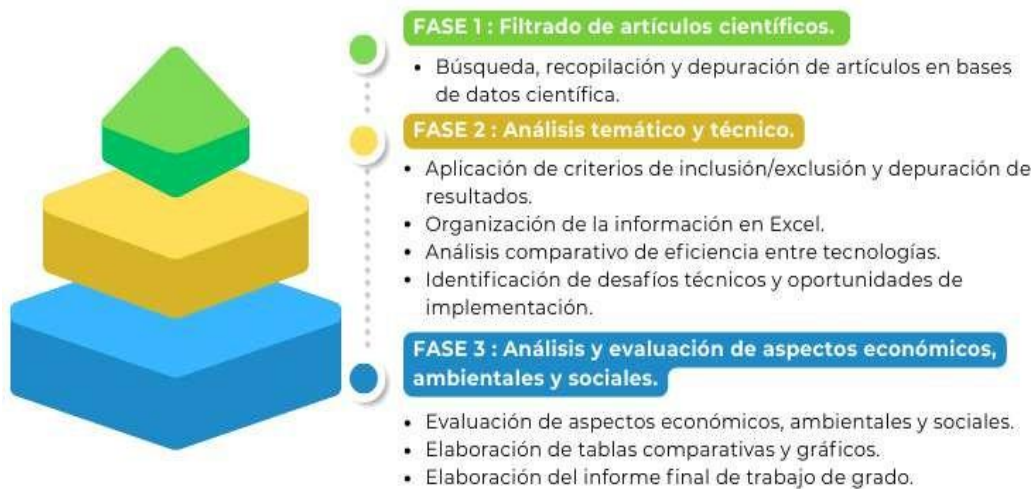 FASE 1 : Filtrado de artículos científicos.
• Búsqueda, recopilación y depuración de artículos en bases
de datos científica.
FASE 2 : Análisis temático y técnico.
• Aplicación de criterios de inclusión/exclusión y depuración de
resultados.
• Organización de la información en Excel.
• Análisis comparativo de eficiencia entre tecnologías.
• Identificación de desafíos técnicos y oportunidades de
implementación.
FASE 3 : Análisis y evaluación de aspectos económicos,
ambientales y sociales.
• Evaluación de aspectos económicos, ambientales y sociales.
• Elaboración de tablas comparativas y gráficos.
• Elaboración del informe final de trabajo de grado.